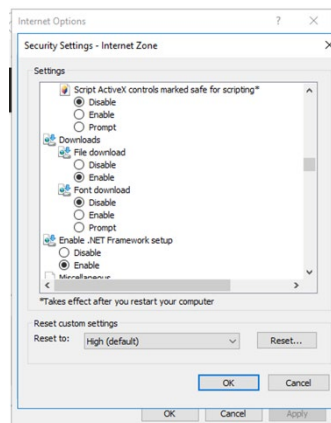 Internet Options
Security Settings - Internet Zone
Settings
Script ActiveX controls marked safe for scripting*
Disable
Enable
Prompt
Downloads
File download
Disable
Enable
Font download
Disable
Enable
Prompt
Enable .NET Framework setup
Disable
Enable
Miscellaneous
*Takes effect after you restart your computer
Reset custom settings
Reset to: High (default) Reset...
OK Cancel
OK Cancel Apply